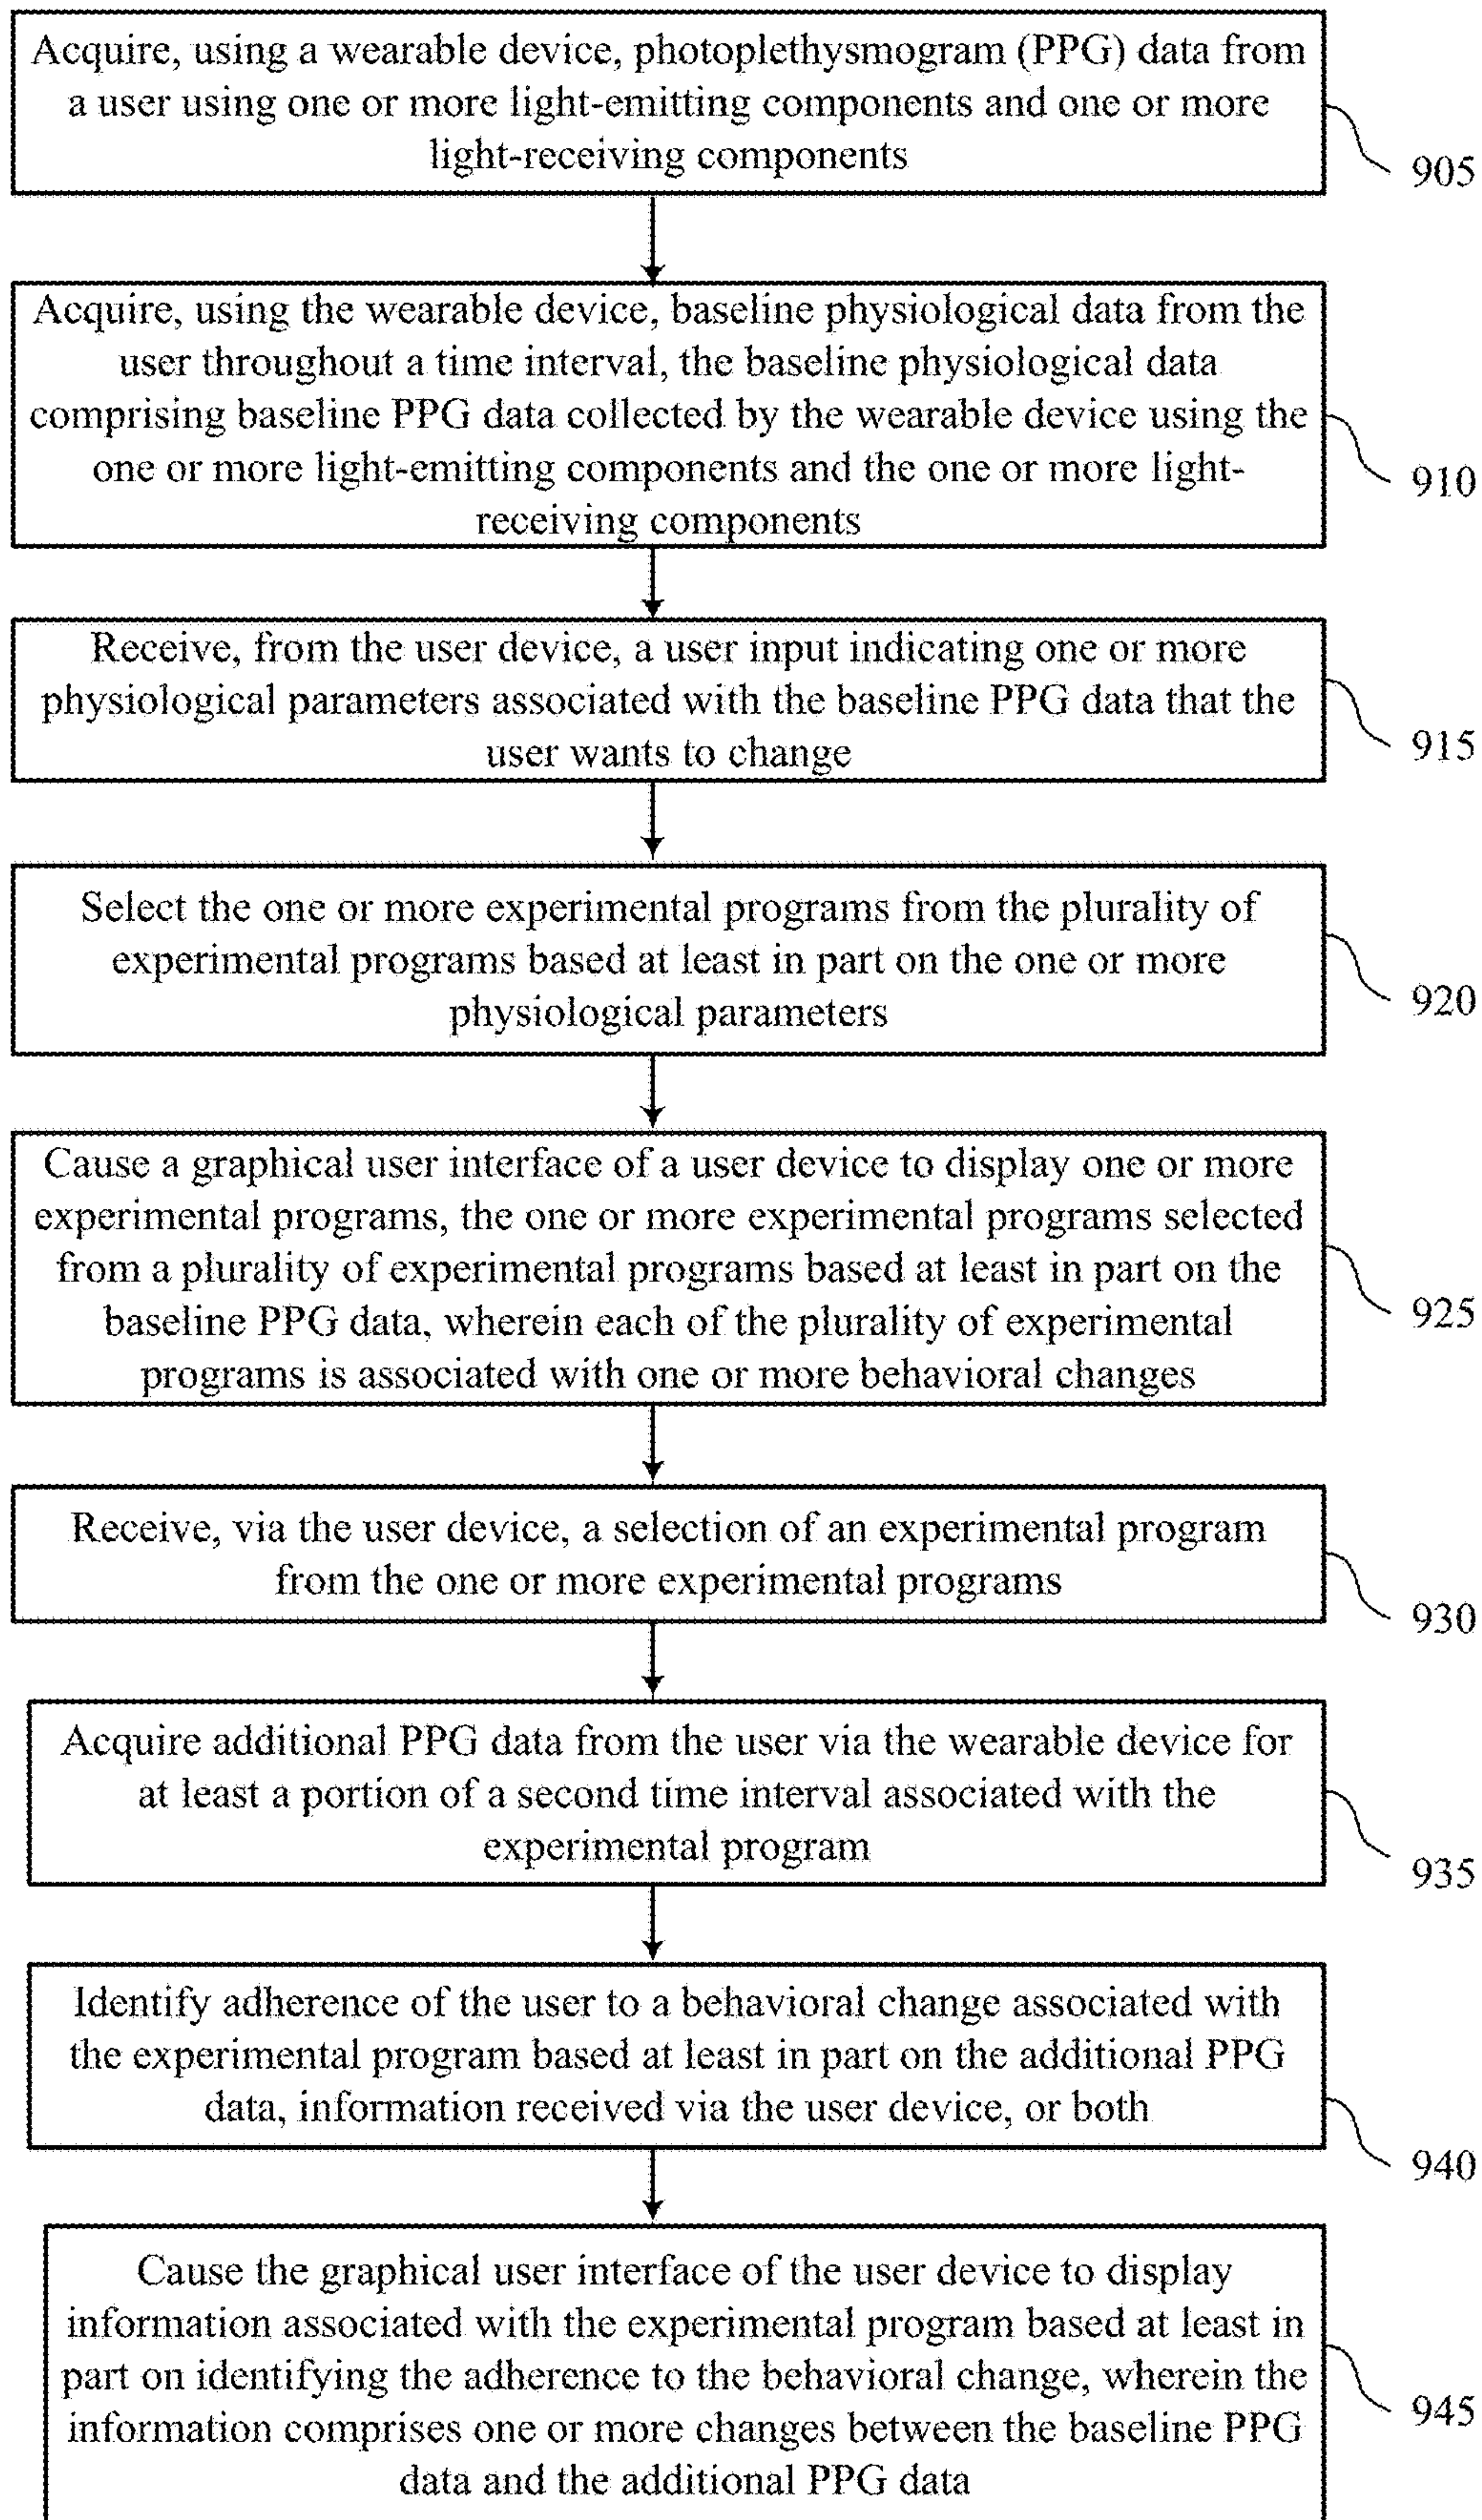 Acquire, using a wearable device, photoplethysmogram (PPG) data from
a user using one or more light-emitting components and one or more
light-receiving components
905
Acquire, using the wearable device, baseline physiological data from the
user throughout a time interval, the baseline physiological data
comprising baseline PPG data collected by the wearable device using the
one or more light-emitting components and the one or more light-
receiving components
910
Receive, from the user device, a user input indicating one or more
physiological parameters associated with the baseline PPG data that the
user wants to change
915
Select the one or more experimental programs from the plurality of
experimental programs based at least in part on the one or more
physiological parameters
920
Cause a graphical user interface of a user device to display one or more
experimental programs, the one or more experimental programs selected
from a plurality of experimental programs based at least in part on the
baseline PPG data, wherein each of the plurality of experimental
programs is associated with one or more behavioral changes
925
Receive, via the user device, a selection of an experimental program
from the one or more experimental programs
930
Acquire additional PPG data from the user via the wearable device for
at least a portion of a second time interval associated with the
experimental program
935
Identify adherence of the user to a behavioral change associated with
the experimental program based at least in part on the additional PPG
data, information received via the user device, or both
940
Cause the graphical user interface of the user device to display
information associated with the experimental program based at least in
part on identifying the adherence to the behavioral change, wherein the
information comprises one or more changes between the baseline PPG
data and the additional PPG data
945